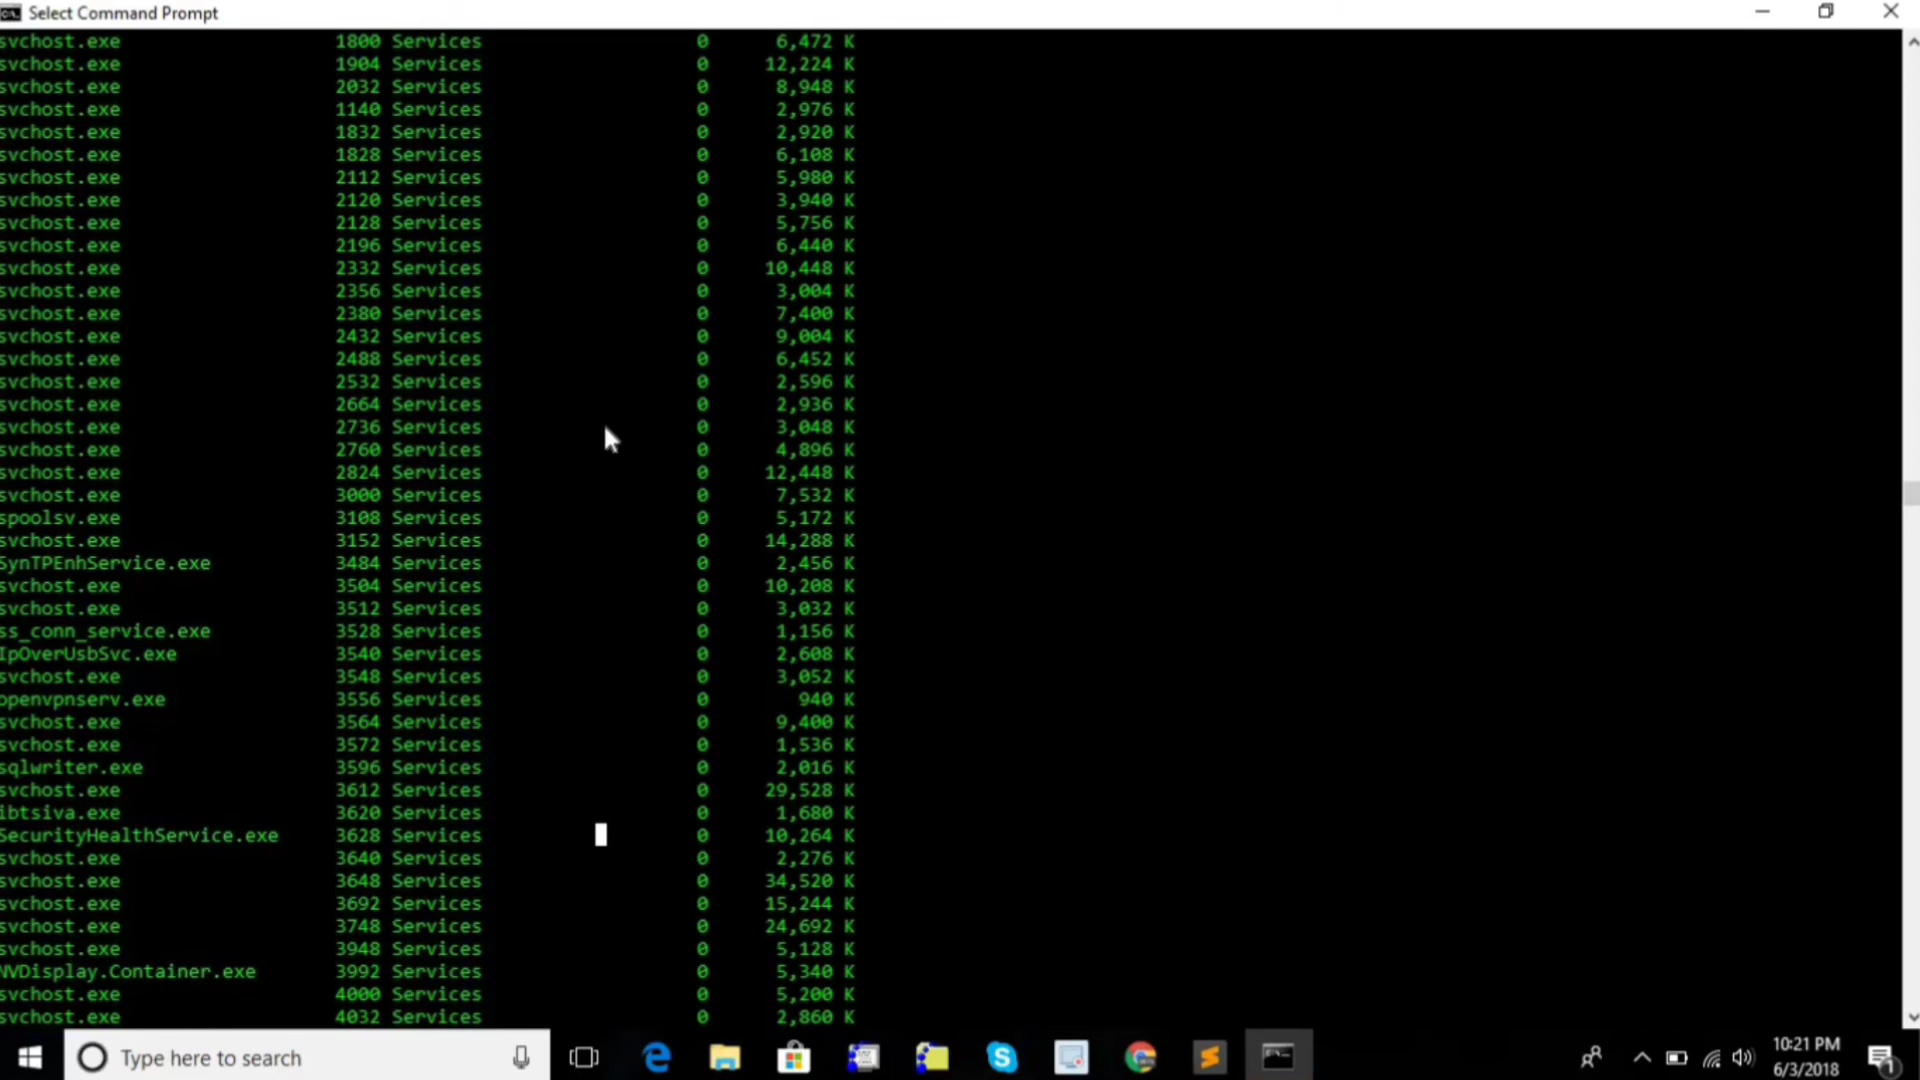 Select Command Prompt
svchost.exe 1800 Services 0 6,472 K
svchost.exe 1904 Services 0 12,224 K
svchost.exe 2032 Services 0 8,948 K
svchost.exe 1140 Services 0 2,976 K
svchost.exe 1832 Services 0 2,920 K
svchost.exe 1828 Services 0 6,108 K
svchost.exe 2112 Services 0 5,980 K
svchost.exe 2120 Services 0 3,940 K
svchost.exe 2128 Services 0 5,756 K
svchost.exe 2196 Services 0 6,440 K
svchost.exe 2332 Services 0 10,448 K
svchost.exe 2356 Services 0 3,004 K
svchost.exe 2380 Services 0 7,400 K
svchost.exe 2432 Services 0 9,004 K
svchost.exe 2488 Services 0 6,452 K
svchost.exe 2532 Services 0 2,596 K
svchost.exe 2664 Services 0 2,936 K
svchost.exe 2736 Services 0 3,048 K
svchost.exe 2760 Services 0 4,896 K
svchost.exe 2824 Services 0 12,448 K
svchost.exe 3000 Services 0 7,532 K
spoolsv.exe 3108 Services 0 5,172 K
svchost.exe 3152 Services 0 14,288 K
SynTPEnhService.exe 3484 Services 0 2,456 K
svchost.exe 3504 Services 0 10,208 K
svchost.exe 3512 Services 0 3,032 K
ss_conn_service.exe 3528 Services 0 1,156 K
IpOverUsbSvc.exe 3540 Services 0 2,608 K
svchost.exe 3548 Services 0 3,052 K
openvpnserv.exe 3556 Services 0 940 K
svchost.exe 3564 Services 0 9,400 K
svchost.exe 3572 Services 0 1,536 K
sqlwriter.exe 3596 Services 0 2,016 K
svchost.exe 3612 Services 0 29,528 K
ibtsiva.exe 3620 Services 0 1,680 K
SecurityHealthService.exe 3628 Services 0 10,264 K
svchost.exe 3640 Services 0 2,276 K
svchost.exe 3648 Services 0 34,520 K
svchost.exe 3692 Services 0 15,244 K
svchost.exe 3748 Services 0 24,692 K
svchost.exe 3948 Services 0 5,128 K
NVDisplay.Container.exe 3992 Services 0 5,340 K
svchost.exe 4000 Services 0 5,200 K
svchost.exe 4032 Services 0 2,860 K
Type here to search
10:21 PM
6/3/2018
1